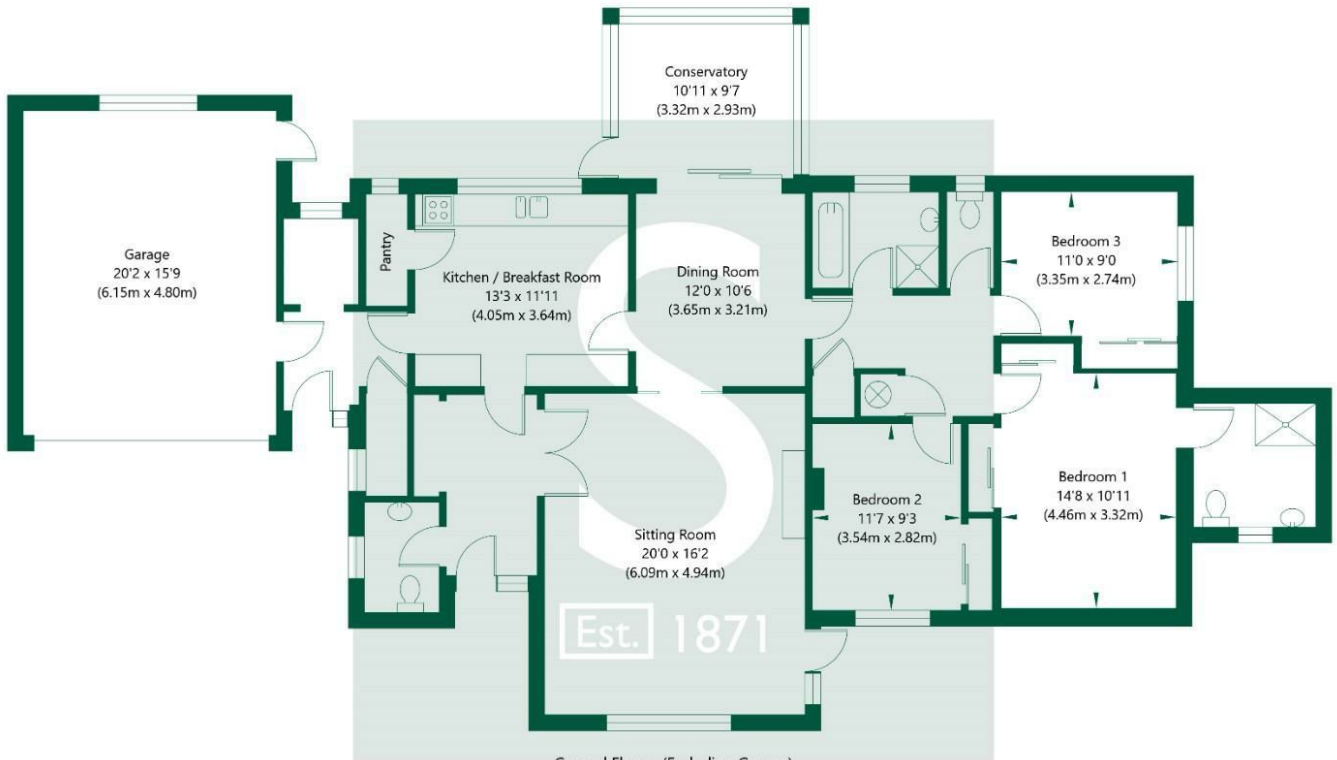 Conservatory
10'11 x 9'7
(3.32m x 2.93m)
Garage
20'2 x 15'9
(6.15m x 4.80m)
Pantry
Kitchen / Breakfast Room
13'3 x 11'11
(4.05m x 3.64m)
Dining Room
12'0 x 10'6
(3.65m x 3.21m)
Bedroom 3
11'0 x 9'0
(3.35m x 2.74m)
Bedroom 1
14'8 x 10'11
(4.46m x 3.32m)
Bedroom 2
11'7 x 9'3
(3.54m x 2.82m)
Sitting Room
20'0 x 16'2
(6.09m x 4.94m)
S
Est. 1871